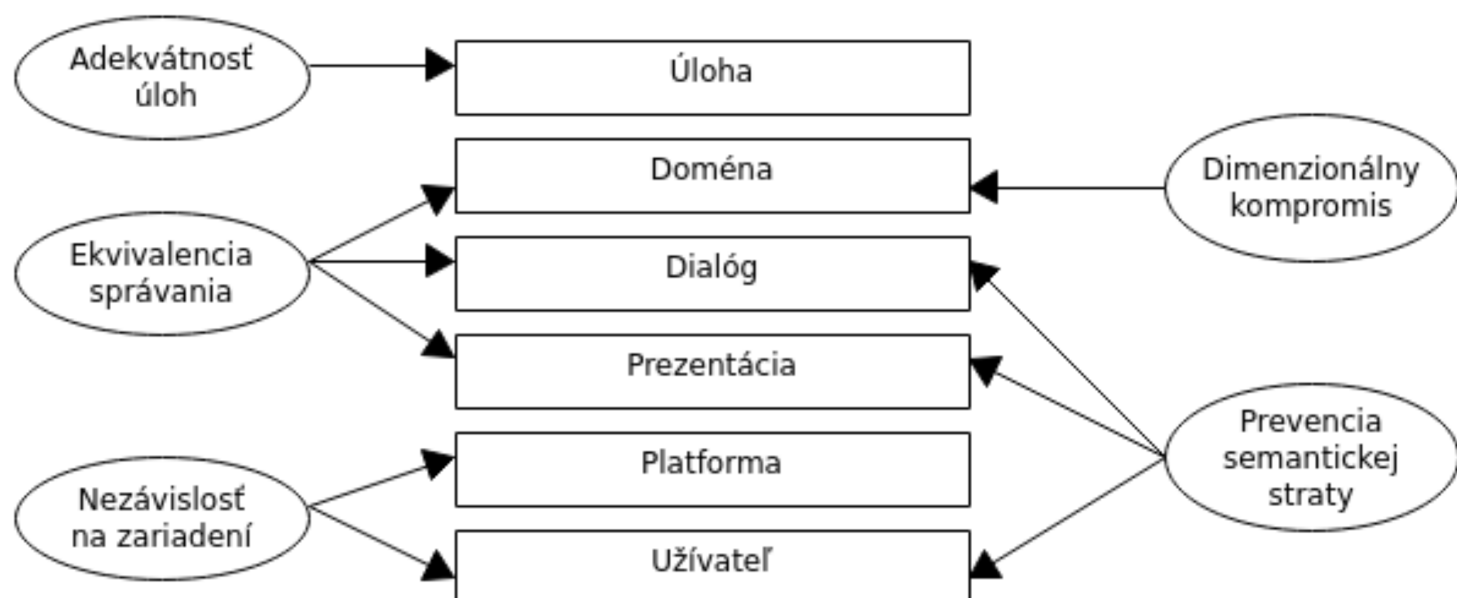 Adekvátnosť
úloh
Ekvivalencia
správania
Nezávislosť
na zariadení
Úloha
Doména
Dialóg
Prezentácia
Platforma
Užívateľ
Dimenzionálny
kompromis
Prevencia
semantickej
straty